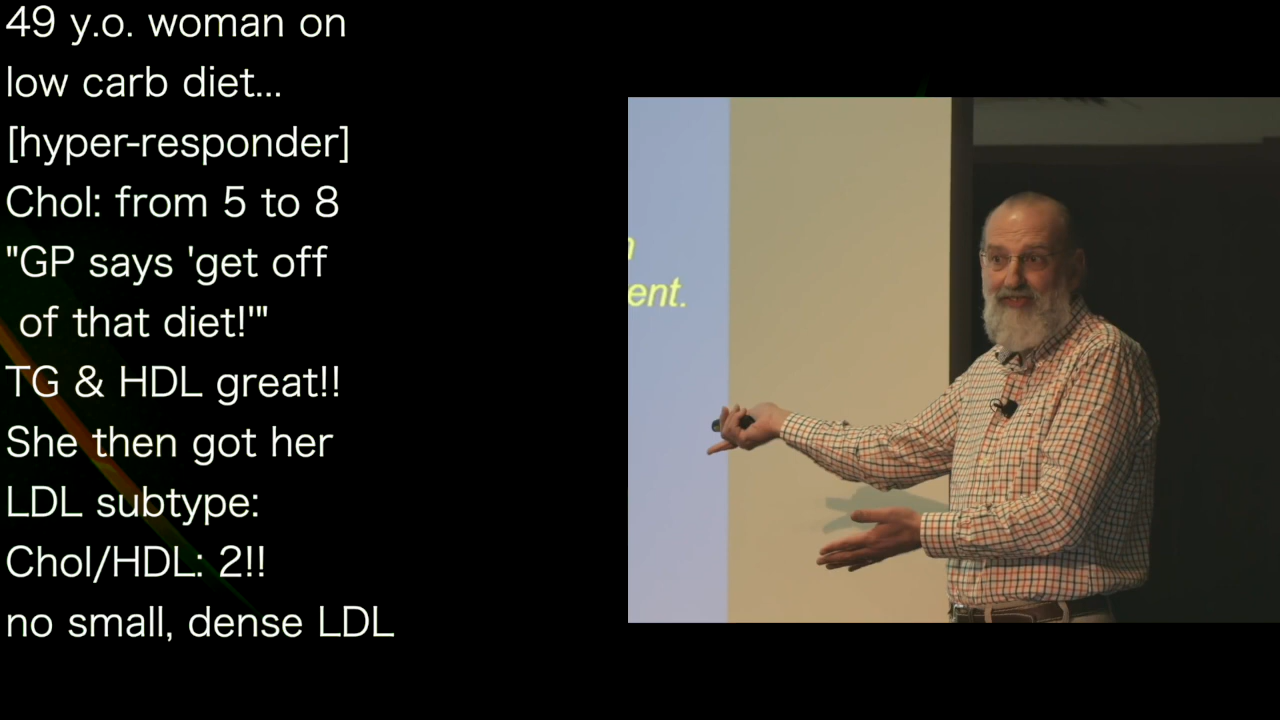 49 y.o. woman on
low carb diet...
[hyper-responder]
Chol: from 5 to 8
"GP says 'get off
of that diet!'"
TG & HDL great!!
She then got her
LDL subtype:
Chol/HDL: 2!!
no small, dense LDL
ent.